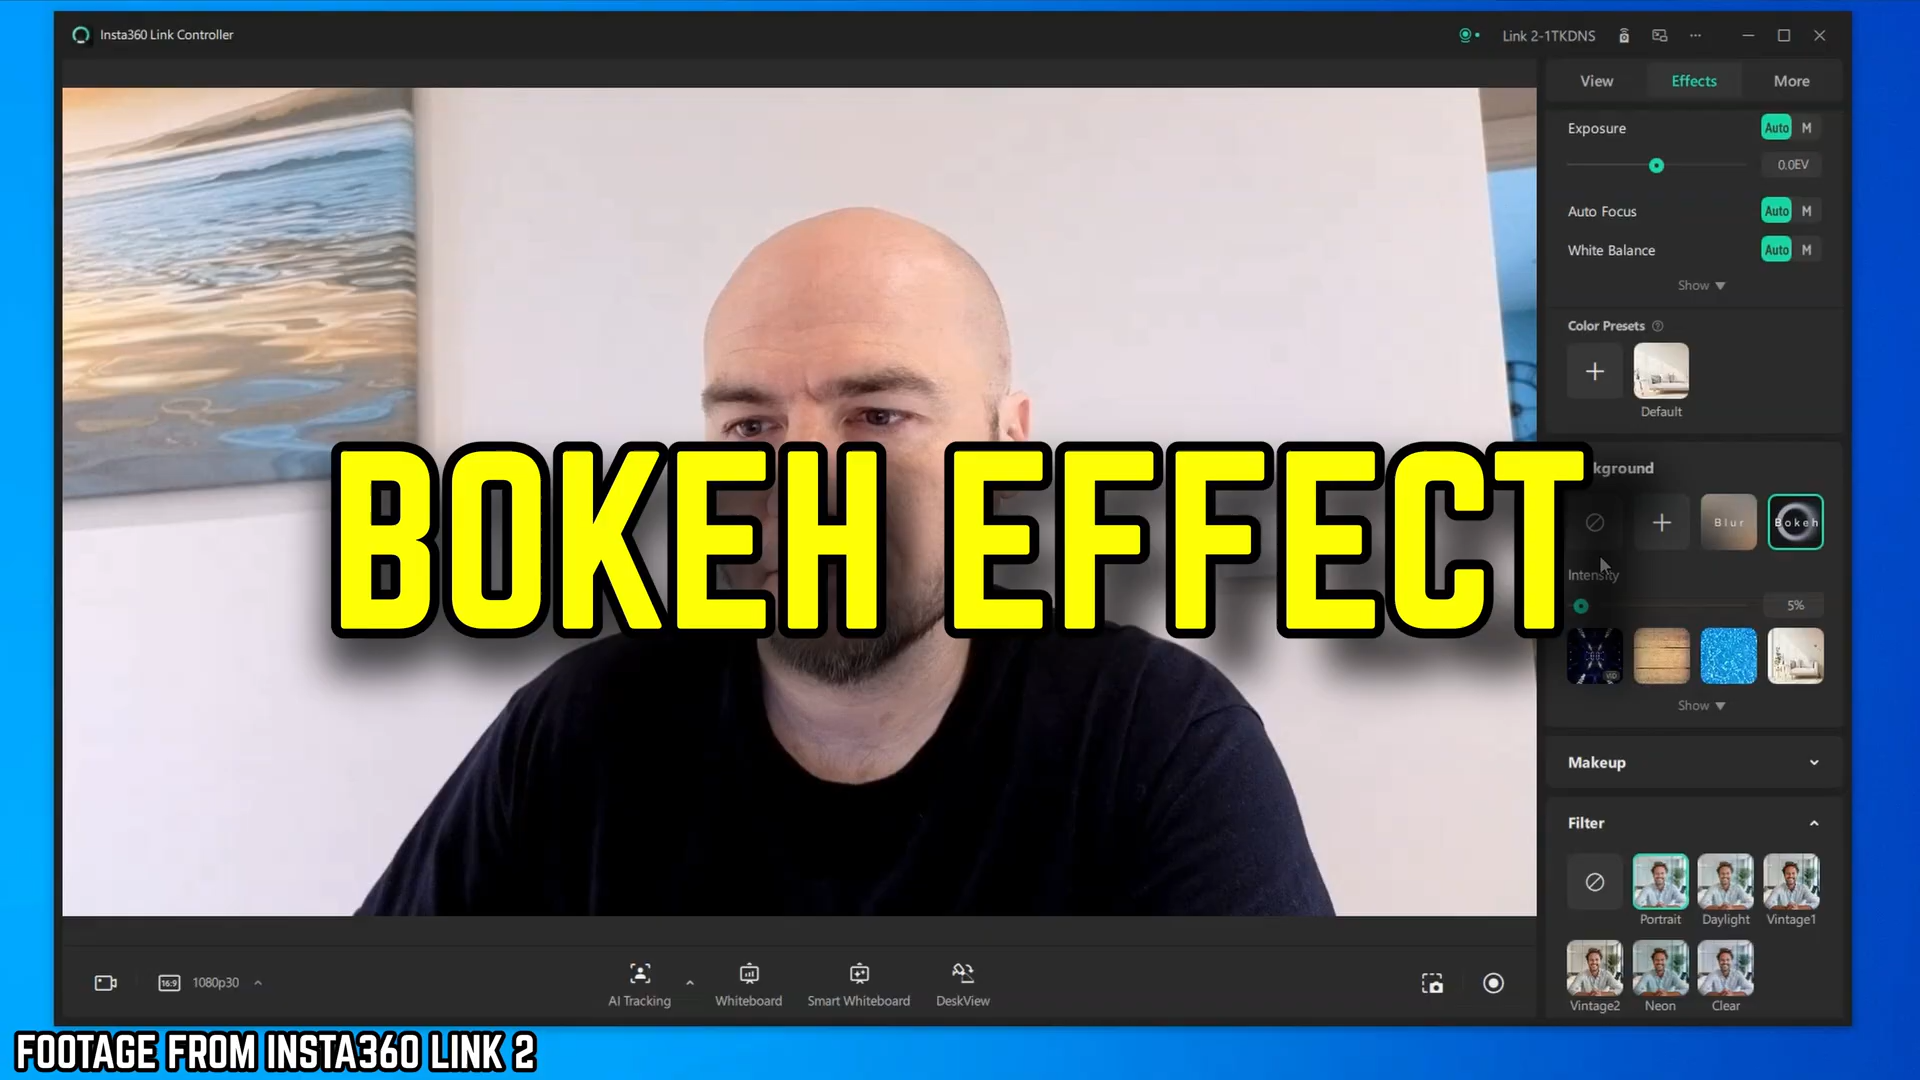 Insta360 Link Controller
Link 2-1TKDNS
View Effects More
Exposure Auto M
0.0EV
Auto Focus Auto M
White Balance Auto M
Show
Color Presets
Default
BOKEH EFFECT
kground
Blur Bokeh
Intensity
5%
Show
Makeup
Filter
Portrait Daylight Vintage1
Vintage2 Neon Clear
16:9 1080p30
AI Tracking Whiteboard Smart Whiteboard DeskView
FOOTAGE FROM INSTA360 LINK 2